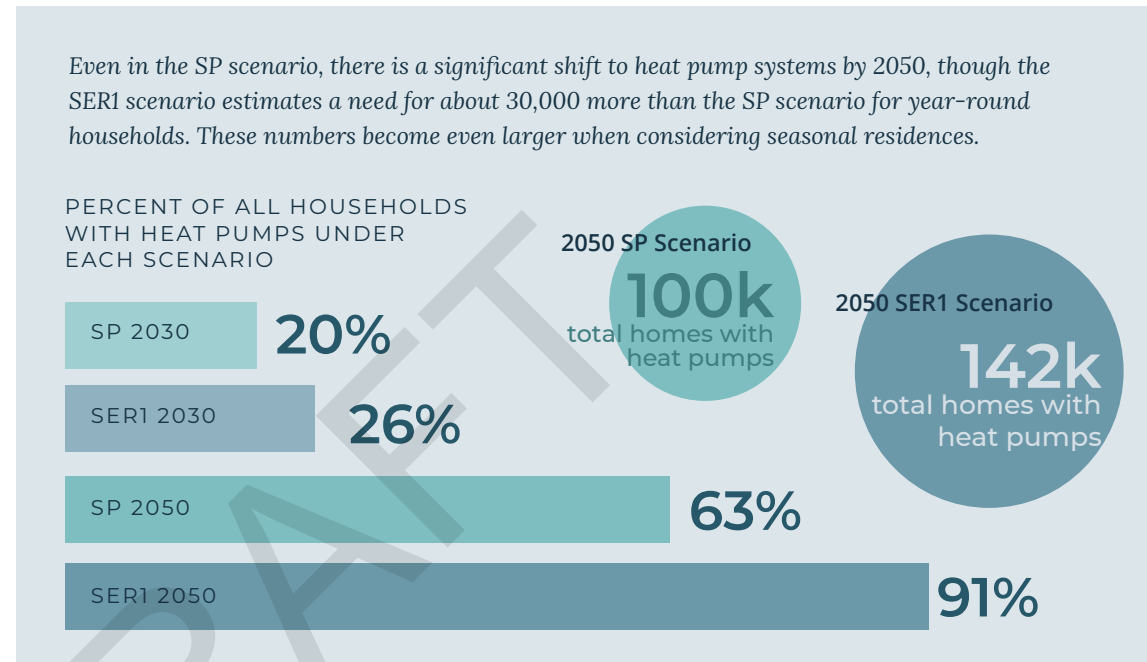 Even in the SP scenario, there is a significant shift to heat pump systems by 2050, though the
SER1 scenario estimates a need for about 30,000 more than the SP scenario for year-round
households. These numbers become even larger when considering seasonal residences.
PERCENT OF ALL HOUSEHOLDS
WITH HEAT PUMPS UNDER
EACH SCENARIO
SP 2030
20%
SER1 2030
26%
SP 2050
63%
SER1 2050
91%
2050 SP Scenario
100k
total homes with
heat pumps
2050 SER1 Scenario
142k
total homes with
heat pumps
RAFT